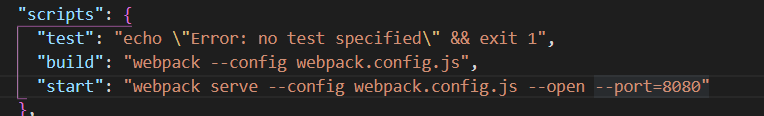 "scripts": {
"test": "echo \"Error: no test specified\" && exit 1",
"build": "webpack --config webpack.config.js",
"start": "webpack serve --config webpack.config.js --open --port=8080"
},